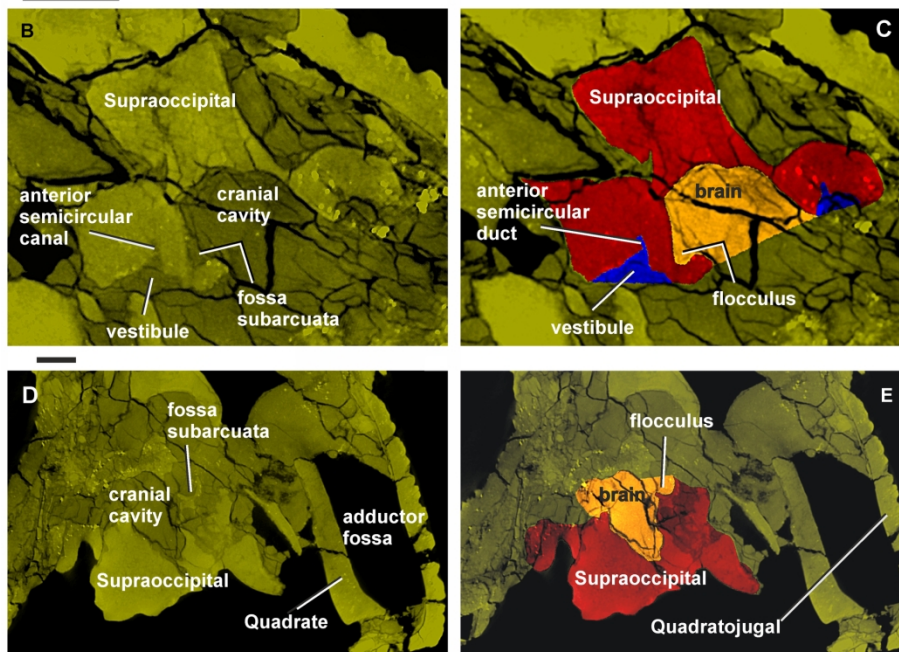 B
Supraoccipital
anterior
semicircular
canal
cranial
cavity
fossa
subarcuata
vestibule
C
Supraoccipital
brain
anterior
semicircular
duct
flocculus
vestibule
D
fossa
subarcuata
cranial
cavity
adductor
fossa
Supraoccipital
Quadrate
E
flocculus
brain
Supraoccipital
Quadratojugal